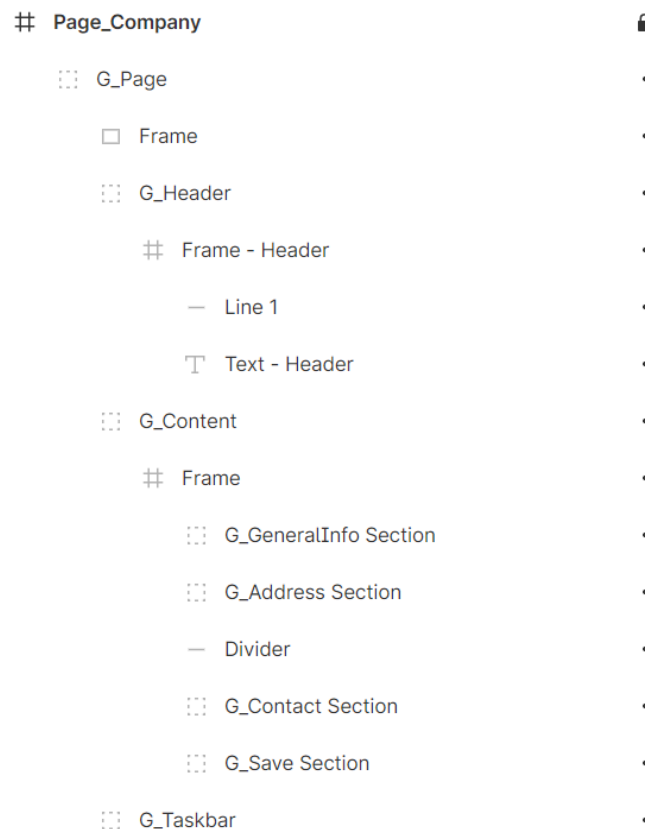 Page_Company
G_Page
Frame
G_Header
Frame - Header
Line 1
Text - Header
G_Content
Frame
G_GeneralInfo Section
G_Address Section
Divider
G_Contact Section
G_Save Section
G_Taskbar